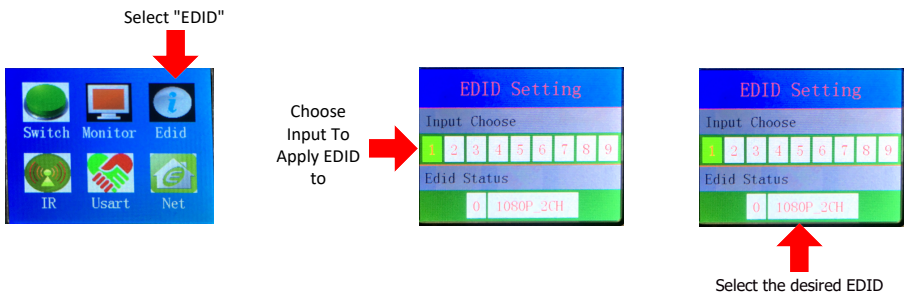 Select "EDID"
Switch Monitor Edid
IR Usart Net
Choose
Input To
Apply EDID
to
EDID Setting
Input Choose
1 2 3 4 5 6 7 8 9
Edid Status
0 1080P_2CH
EDID Setting
Input Choose
1 2 3 4 5 6 7 8 9
Edid Status
0 1080P_2CH
Select the desired EDID